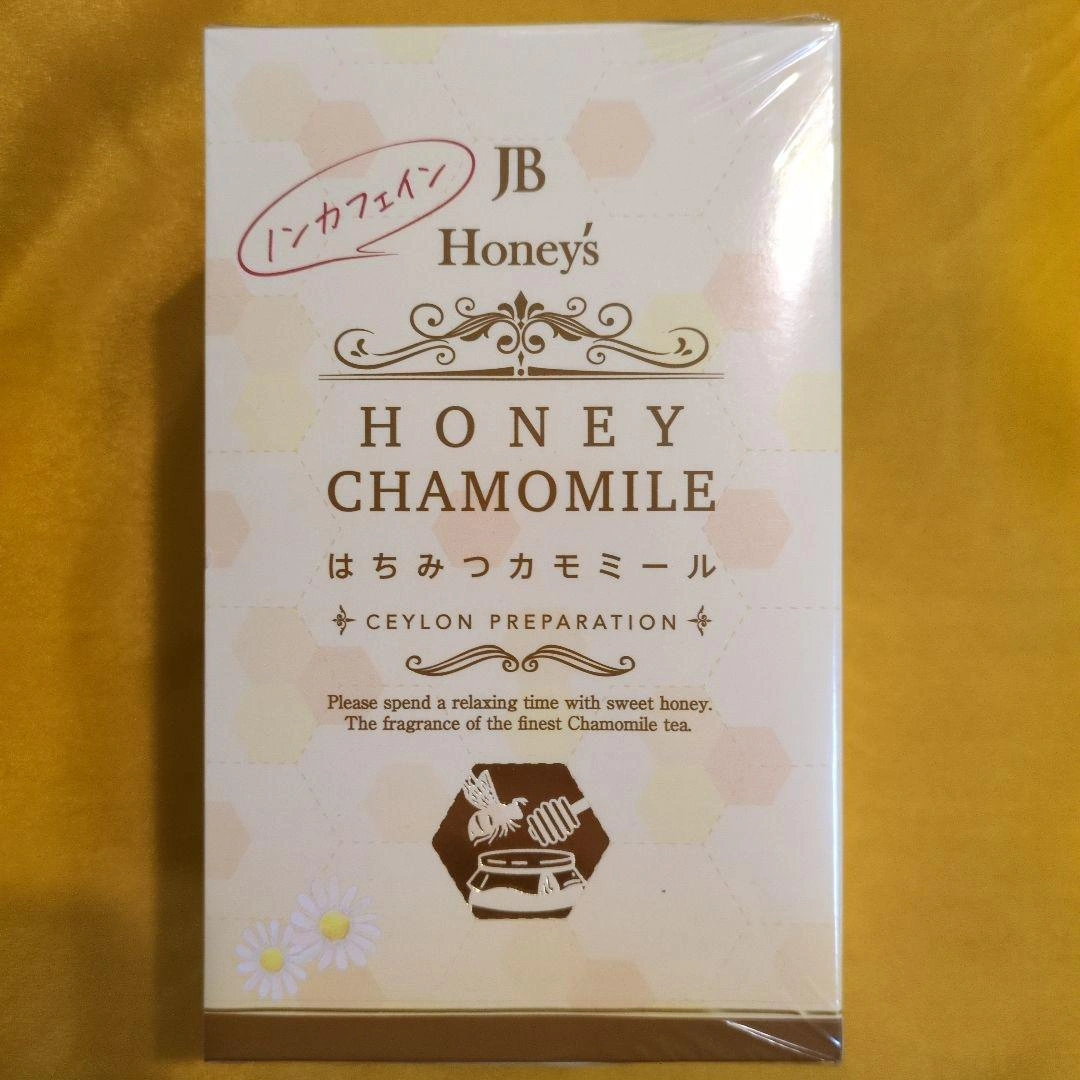 ノンカフェイン
JB
Honey's
HONEY
CHAMOMILE
はちみつカモミール
CEYLON PREPARATION
Please spend a relaxing time with sweet honey.
The fragrance of the finest Chamomile tea.